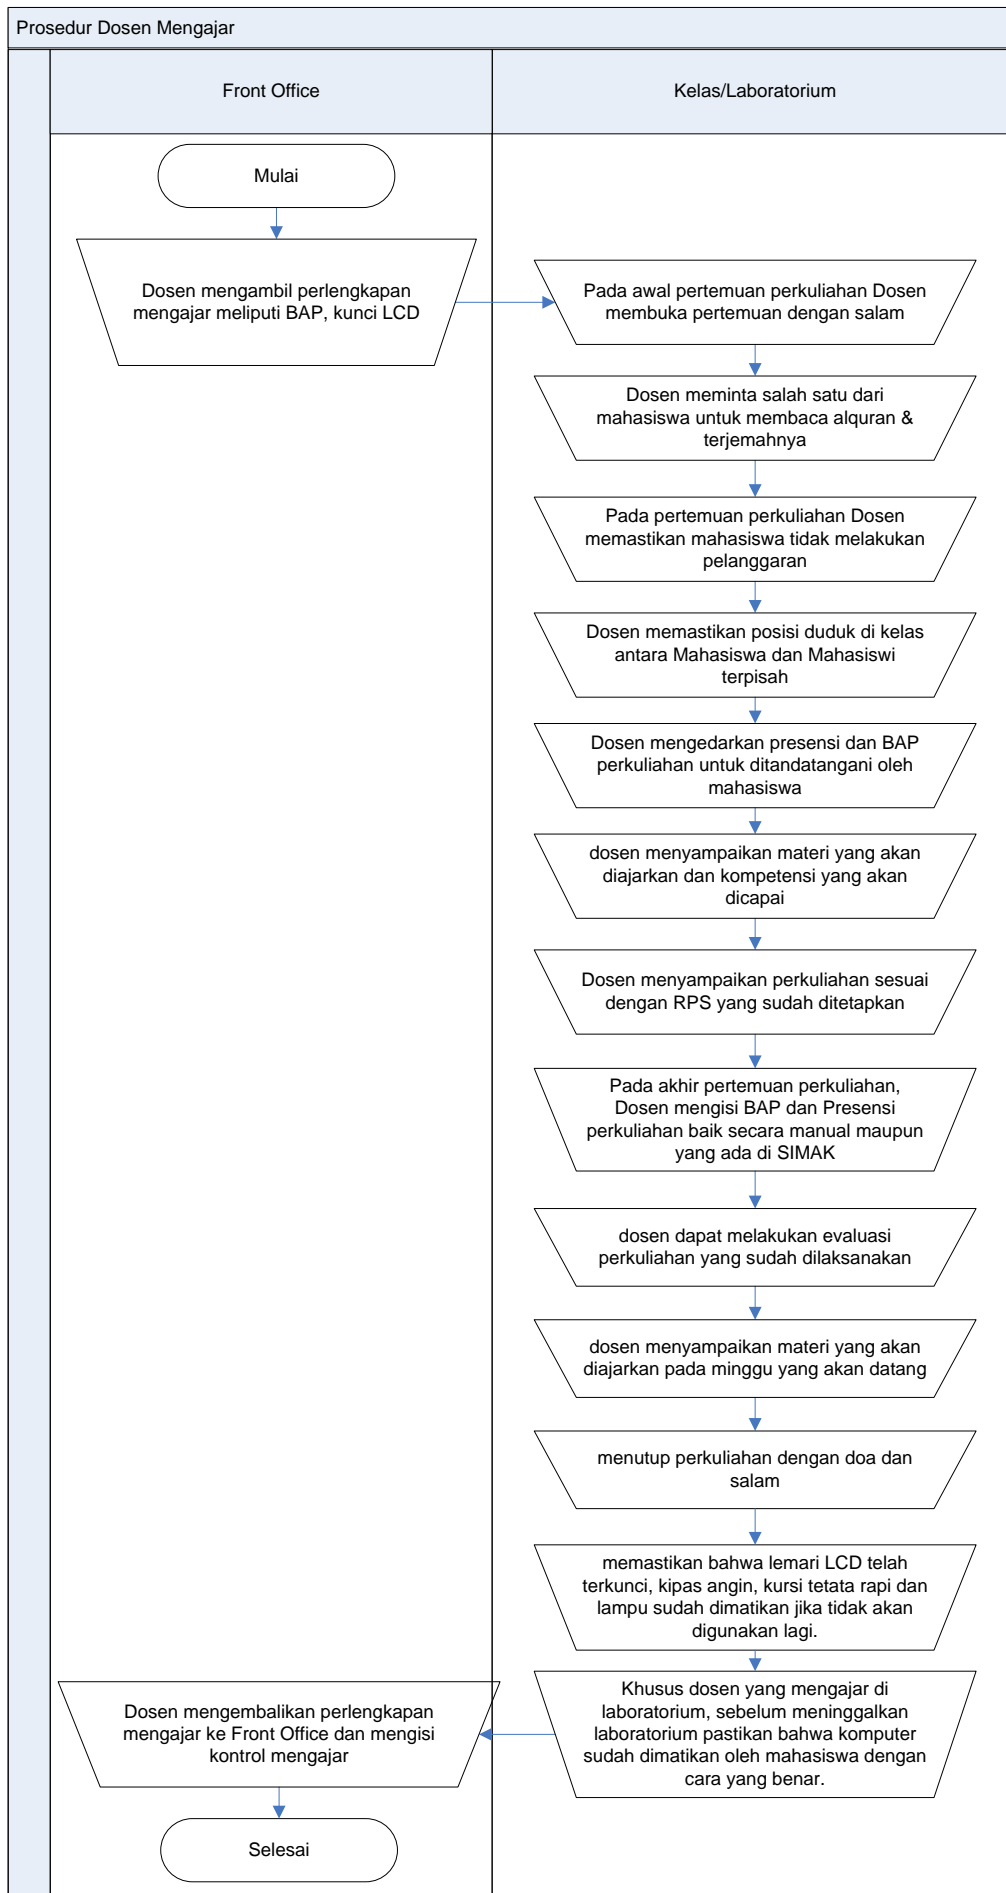 Prosedur Dosen Mengajar
Front Office
Kelas/Laboratorium
Mulai
Dosen mengambil perlengkapan
mengajar meliputi BAP, kunci LCD
Pada awal pertemuan perkuliahan Dosen
membuka pertemuan dengan salam
Dosen meminta salah satu dari
mahasiswa untuk membaca alquran &
terjemahnya
Pada pertemuan perkuliahan Dosen
memastikan mahasiswa tidak melakukan
pelanggaran
Dosen memastikan posisi duduk di kelas
antara Mahasiswa dan Mahasiswi
terpisah
Dosen mengedarkan presensi dan BAP
perkuliahan untuk ditandatangani oleh
mahasiswa
dosen menyampaikan materi yang akan
diajarkan dan kompetensi yang akan
dicapai
Dosen menyampaikan perkuliahan sesuai
dengan RPS yang sudah ditetapkan
Pada akhir pertemuan perkuliahan,
Dosen mengisi BAP dan Presensi
perkuliahan baik secara manual maupun
yang ada di SIMAK
dosen dapat melakukan evaluasi
perkuliahan yang sudah dilaksanakan
dosen menyampaikan materi yang akan
diajarkan pada minggu yang akan datang
menutup perkuliahan dengan doa dan
salam
memastikan bahwa lemari LCD telah
terkunci, kipas angin, kursi tetata rapi dan
lampu sudah dimatikan jika tidak akan
digunakan lagi.
Khusus dosen yang mengajar di
laboratorium, sebelum meninggalkan
laboratorium pastikan bahwa komputer
sudah dimatikan oleh mahasiswa dengan
cara yang benar.
Dosen mengembalikan perlengkapan
mengajar ke Front Office dan mengisi
kontrol mengajar
Selesai